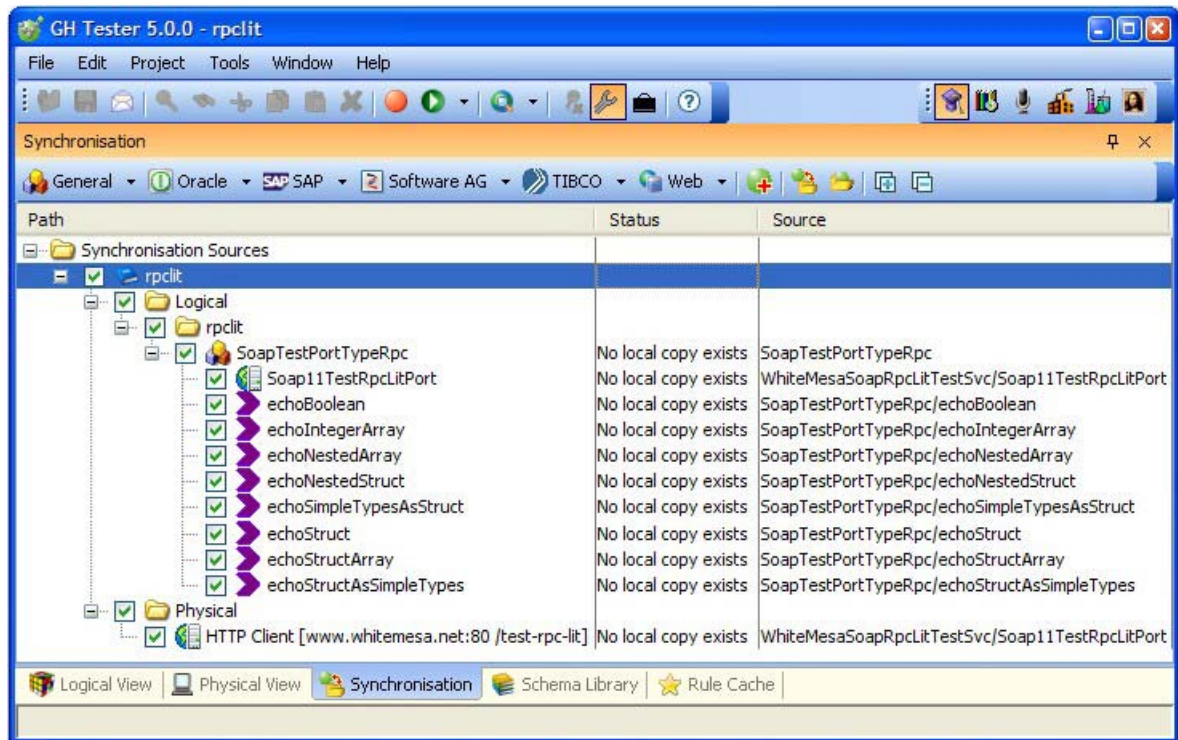 GH Tester 5.0.0 - rpclit
File Edit Project Tools Window Help
Synchronisation
General Oracle SAP SAP Software AG TIBCO Web
Path Status Source
Synchronisation Sources
rpclit
Logical
rpclit
SoapTestPortTypeRpc No local copy exists SoapTestPortTypeRpc
Soap11TestRpcLitPort No local copy exists WhiteMesaSoapRpcLitTestSvc/Soap11TestRpcLitPort
echoBoolean No local copy exists SoapTestPortTypeRpc/echoBoolean
echoIntegerArray No local copy exists SoapTestPortTypeRpc/echoIntegerArray
echoNestedArray No local copy exists SoapTestPortTypeRpc/echoNestedArray
echoNestedStruct No local copy exists SoapTestPortTypeRpc/echoNestedStruct
echoSimpleTypesAsStruct No local copy exists SoapTestPortTypeRpc/echoSimpleTypesAsStruct
echoStruct No local copy exists SoapTestPortTypeRpc/echoStruct
echoStructArray No local copy exists SoapTestPortTypeRpc/echoStructArray
echoStructAsSimpleTypes No local copy exists SoapTestPortTypeRpc/echoStructAsSimpleTypes
Physical
HTTP Client [www.whitemesa.net:80 /test-rpc-lit] No local copy exists WhiteMesaSoapRpcLitTestSvc/Soap11TestRpcLitPort
Logical View Physical View Synchronisation Schema Library Rule Cache